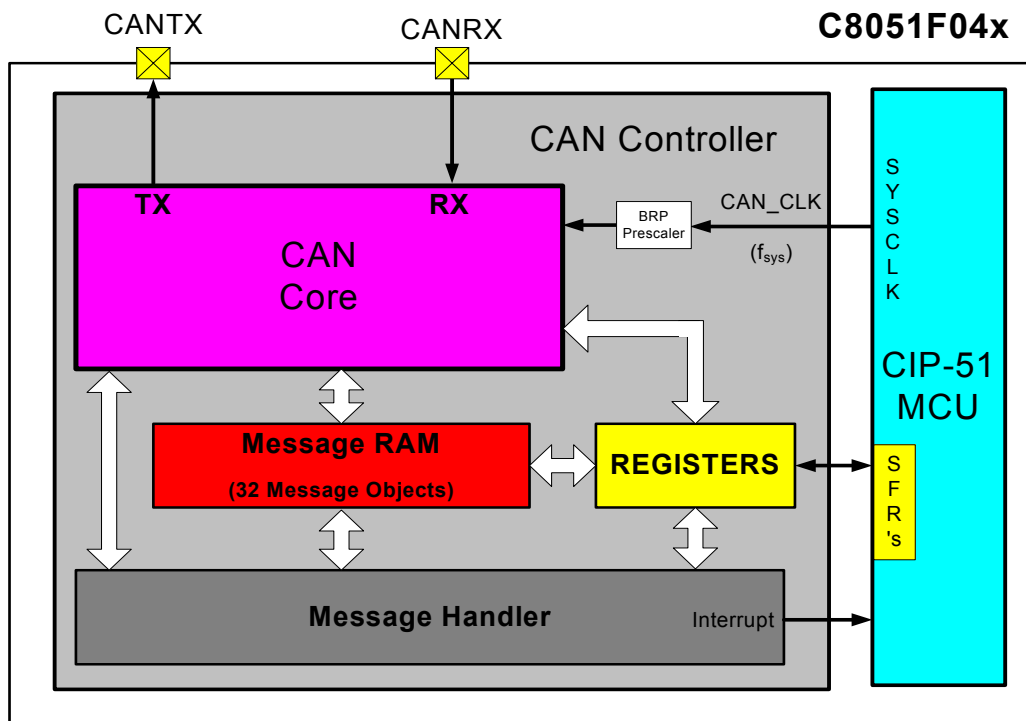 C8051F04x
CANTX
CANRX
CAN Controller
TX
RX
CAN
Core
BRP
Prescaler
CAN_CLK
(fsys)
S
Y
S
C
L
K
CIP-51
MCU
Message RAM
(32 Message Objects)
REGISTERS
S
F
R
's
Message Handler
Interrupt